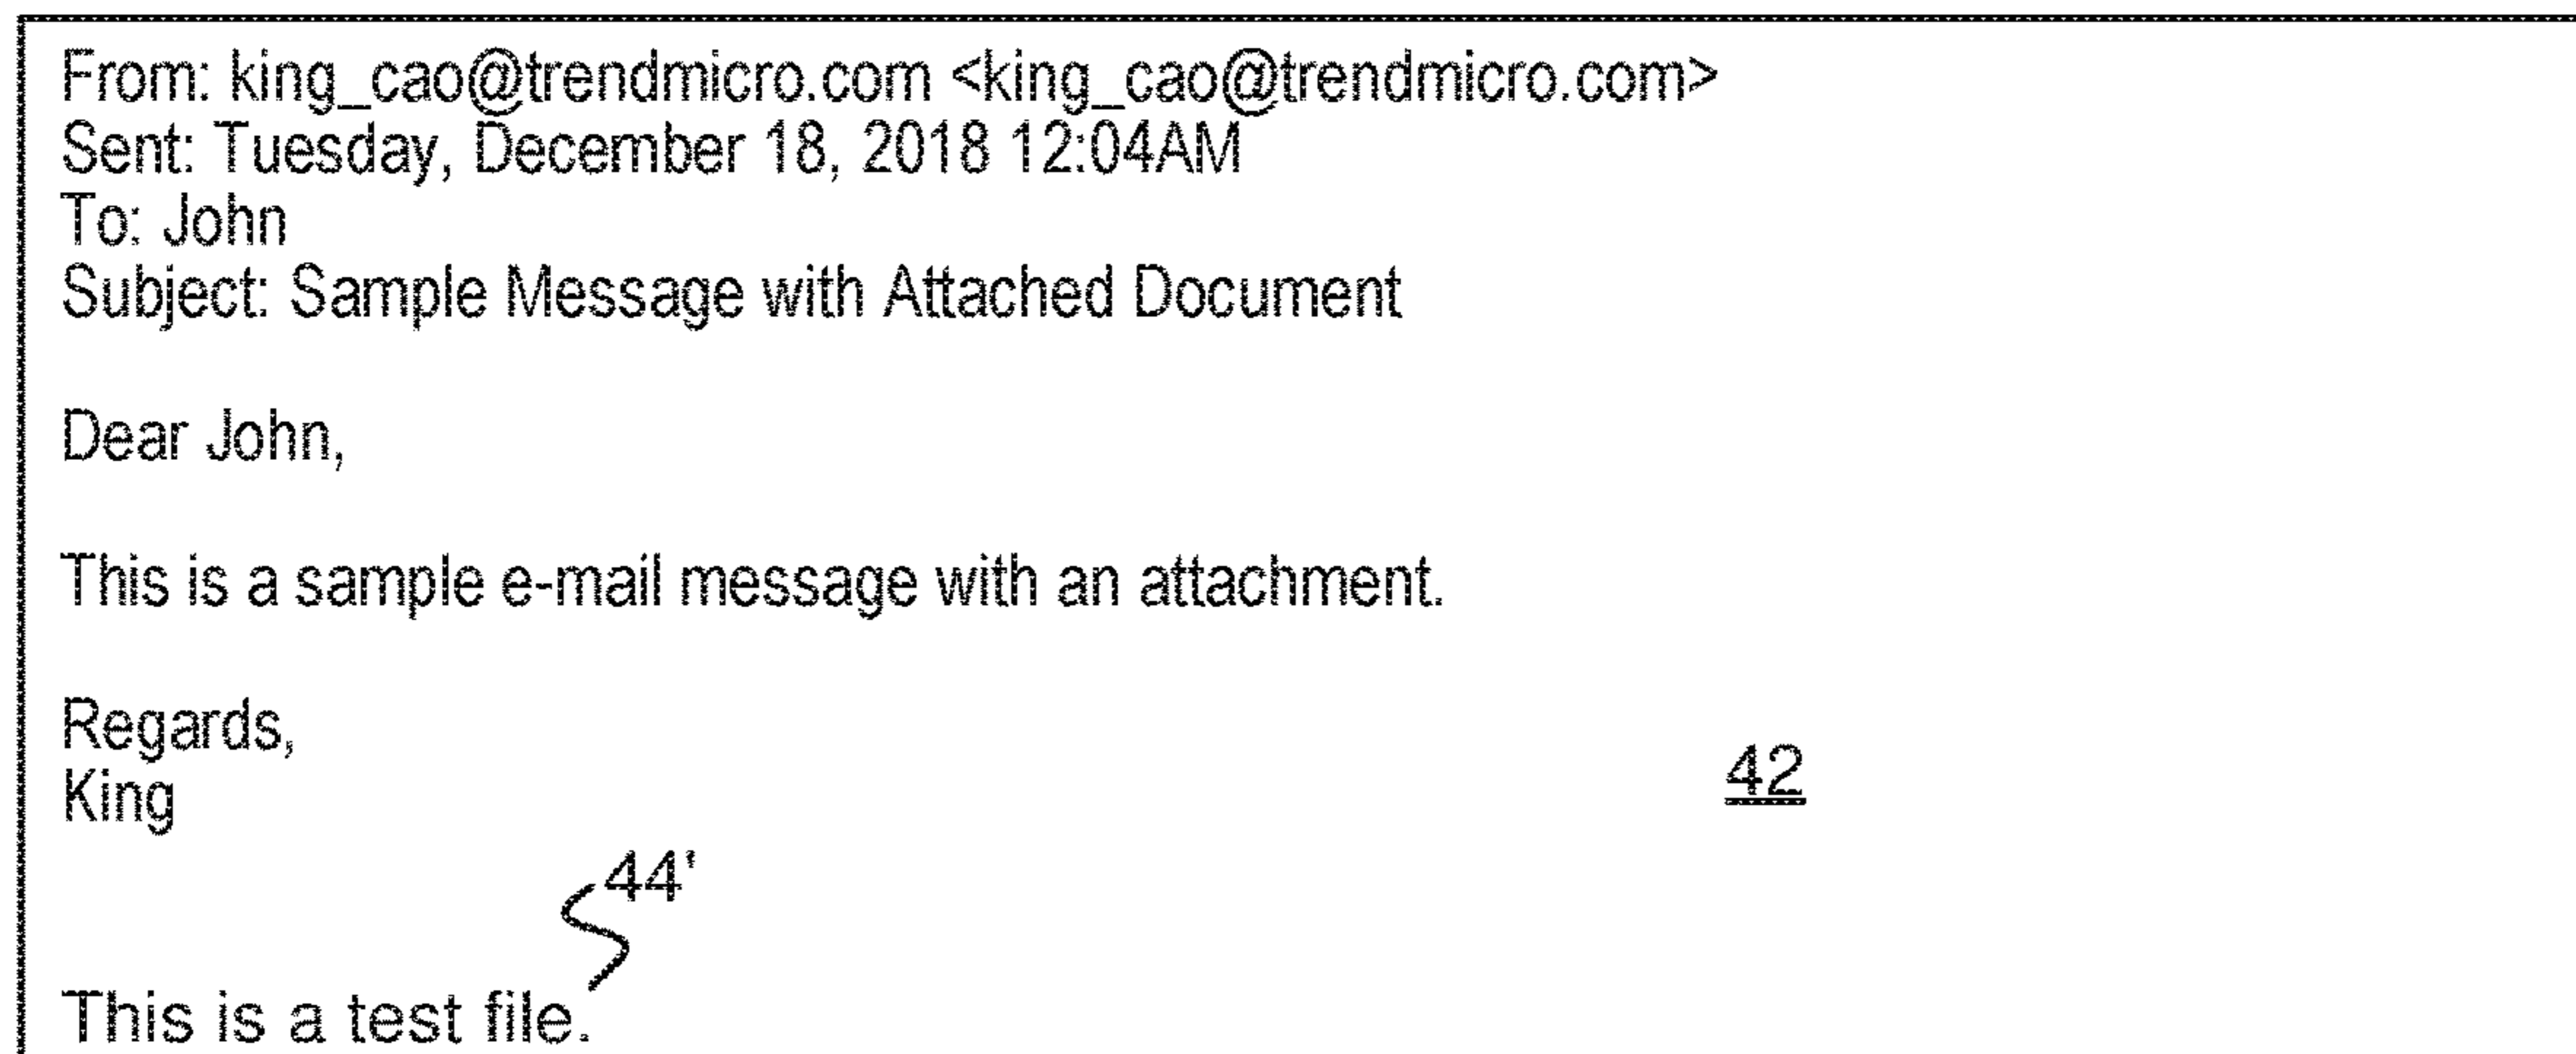 From: king_cao@trendmicro.com <king_cao@trendmicro.com>
Sent: Tuesday, December 18, 2018 12:04AM
To: John
Subject: Sample Message with Attached Document
Dear John,
This is a sample e-mail message with an attachment.
Regards,
42
King
44'
This is a test file.